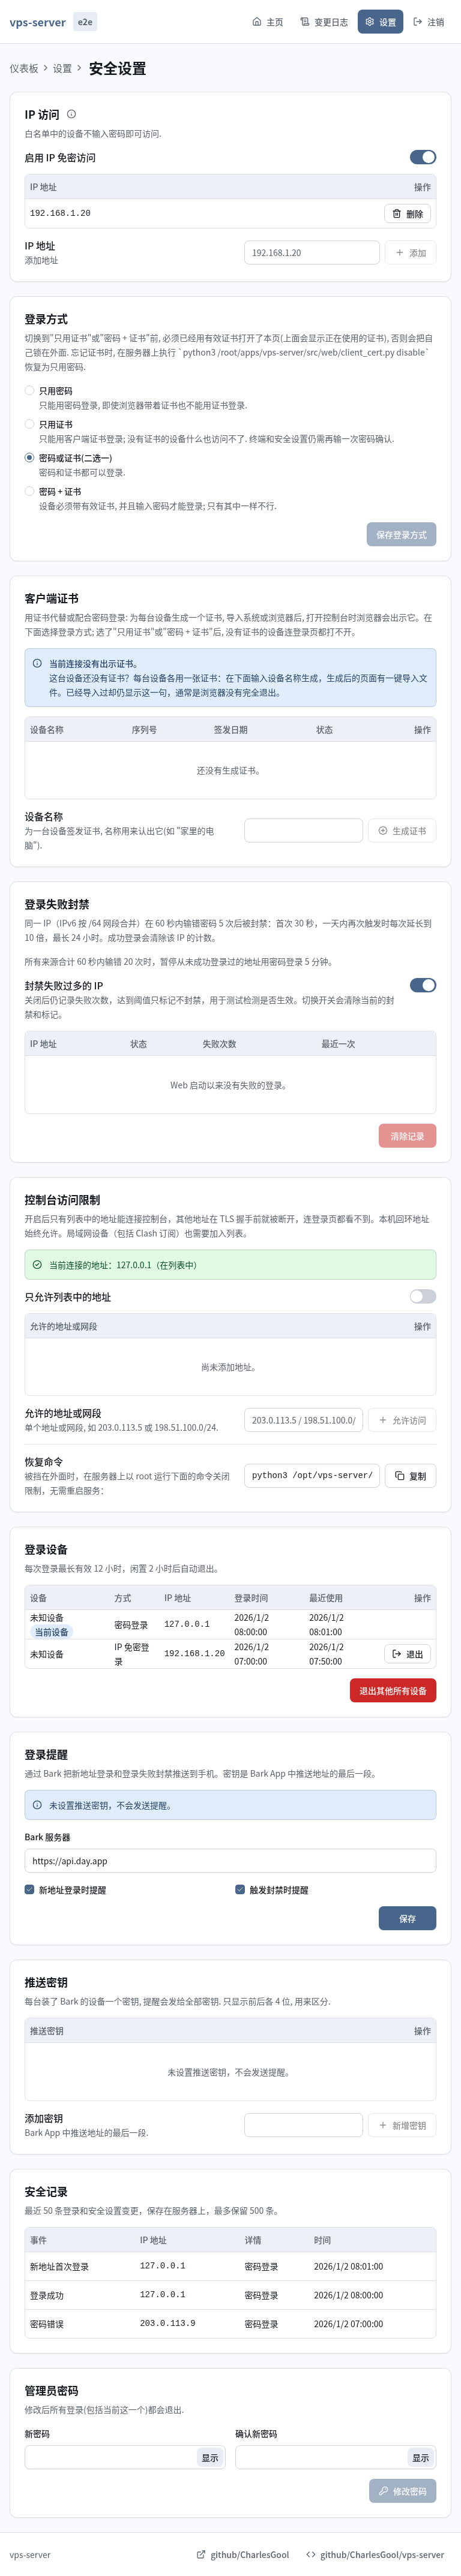 vps-server e2e 主页 变更日志 设置 注销
仪表板 > 设置 > 安全设置
IP 访问
白名单中的设备不输入密码即可访问.
启用 IP 免密访问
IP 地址 操作
192.168.1.20 删除
IP 地址
添加地址
192.168.1.20 添加
登录方式
切换到"只用证书"或"密码 + 证书"前, 必须已经用有效证书打开了本页(上面会显示正在使用的证书), 否则会把自
己锁在外面. 忘记证书时, 在服务器上执行 `python3 /root/apps/vps-server/src/web/client_cert.py disable`
恢复为只用密码.
只用密码
只能用密码登录, 即使浏览器带着证书也不能用证书登录.
只用证书
只能用客户端证书登录; 没有证书的设备什么也访问不了. 终端和安全设置仍需再输一次密码确认.
密码或证书(二选一)
密码和证书都可以登录.
密码 + 证书
设备必须带有效证书, 并且输入密码才能登录; 只有其中一样不行.
保存登录方式
客户端证书
用证书代替或配合密码登录: 为每台设备生成一个证书, 导入系统或浏览器后, 打开控制台时浏览器会出示它。在
下面选择登录方式; 选了"只用证书"或"密码 + 证书"后, 没有证书的设备连登录页都打不开。
当前连接没有出示证书。
这台设备还没有证书? 每台设备各用一张证书：在下面输入设备名称生成，生成后的页面有一键导入文
件。已经导入过却仍显示这一句，通常是浏览器没有完全退出。
设备名称 序列号 签发日期 状态 操作
还没有生成证书。
设备名称
为一台设备签发证书, 名称用来认出它(如 "家里的电
脑").
生成证书
登录失败封禁
同一 IP（IPv6 按 /64 网段合并）在 60 秒内输错密码 5 次后被封禁：首次 30 秒，一天内再次触发时每次延长到
10 倍，最长 24 小时。成功登录会清除该 IP 的计数。
所有来源合计 60 秒内输错 20 次时，暂停从未成功登录过的地址用密码登录 5 分钟。
封禁失败过多的 IP
关闭后仍记录失败次数，达到阈值只标记不封禁，用于测试检测是否生效。切换开关会清除当前的封
禁和标记。
IP 地址 状态 失败次数 最近一次
Web 启动以来没有失败的登录。
清除记录
控制台访问限制
开启后只有列表中的地址能连接控制台，其他地址在 TLS 握手前就被断开，连登录页都看不到。本机回环地址
始终允许。局域网设备（包括 Clash 订阅）也需要加入列表。
当前连接的地址：127.0.0.1（在列表中）
只允许列表中的地址
允许的地址或网段 操作
尚未添加地址。
允许的地址或网段
单个地址或网段, 如 203.0.113.5 或 198.51.100.0/24.
203.0.113.5 / 198.51.100.0/ 允许访问
恢复命令
被挡在外面时，在服务器上以 root 运行下面的命令关闭
限制，无需重启服务：
python3 /opt/vps-server/ 复制
登录设备
每次登录最长有效 12 小时，闲置 2 小时后自动退出。
设备 方式 IP 地址 登录时间 最近使用 操作
未知设备 当前设备 密码登录 127.0.0.1 2026/1/2 08:00:00 2026/1/2 08:01:00
未知设备 IP 免密登录 192.168.1.20 2026/1/2 07:00:00 2026/1/2 07:50:00 退出
退出其他所有设备
登录提醒
通过 Bark 把新地址登录和登录失败封禁推送到手机。密钥是 Bark App 中推送地址的最后一段。
未设置推送密钥，不会发送提醒。
Bark 服务器
https://api.day.app
新地址登录时提醒 触发封禁时提醒
保存
推送密钥
每台装了 Bark 的设备一个密钥, 提醒会发给全部密钥. 只显示前后各 4 位, 用来区分.
推送密钥 操作
未设置推送密钥，不会发送提醒。
添加密钥
Bark App 中推送地址的最后一段.
新增密钥
安全记录
最近 50 条登录和安全设置变更，保存在服务器上，最多保留 500 条。
事件 IP 地址 详情 时间
新地址首次登录 127.0.0.1 密码登录 2026/1/2 08:01:00
登录成功 127.0.0.1 密码登录 2026/1/2 08:00:00
密码错误 203.0.113.9 密码登录 2026/1/2 07:00:00
管理员密码
修改后所有登录(包括当前这一个)都会退出.
新密码 确认新密码
显示 显示
修改密码
vps-server github/CharlesGool github/CharlesGool/vps-server